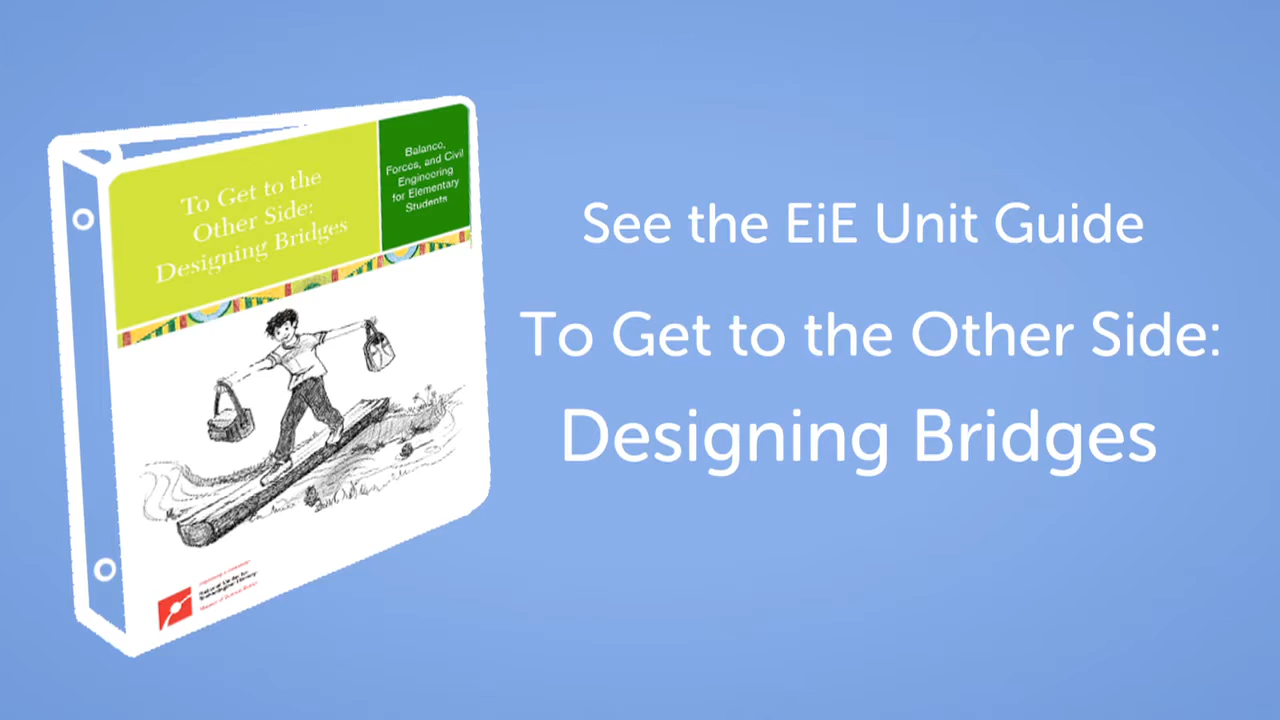 To Get to the
Other Side:
Designing Bridges
Balance,
Forces, and Civil
Engineering
for Elementary
Students
See the EiE Unit Guide
To Get to the Other Side:
Designing Bridges